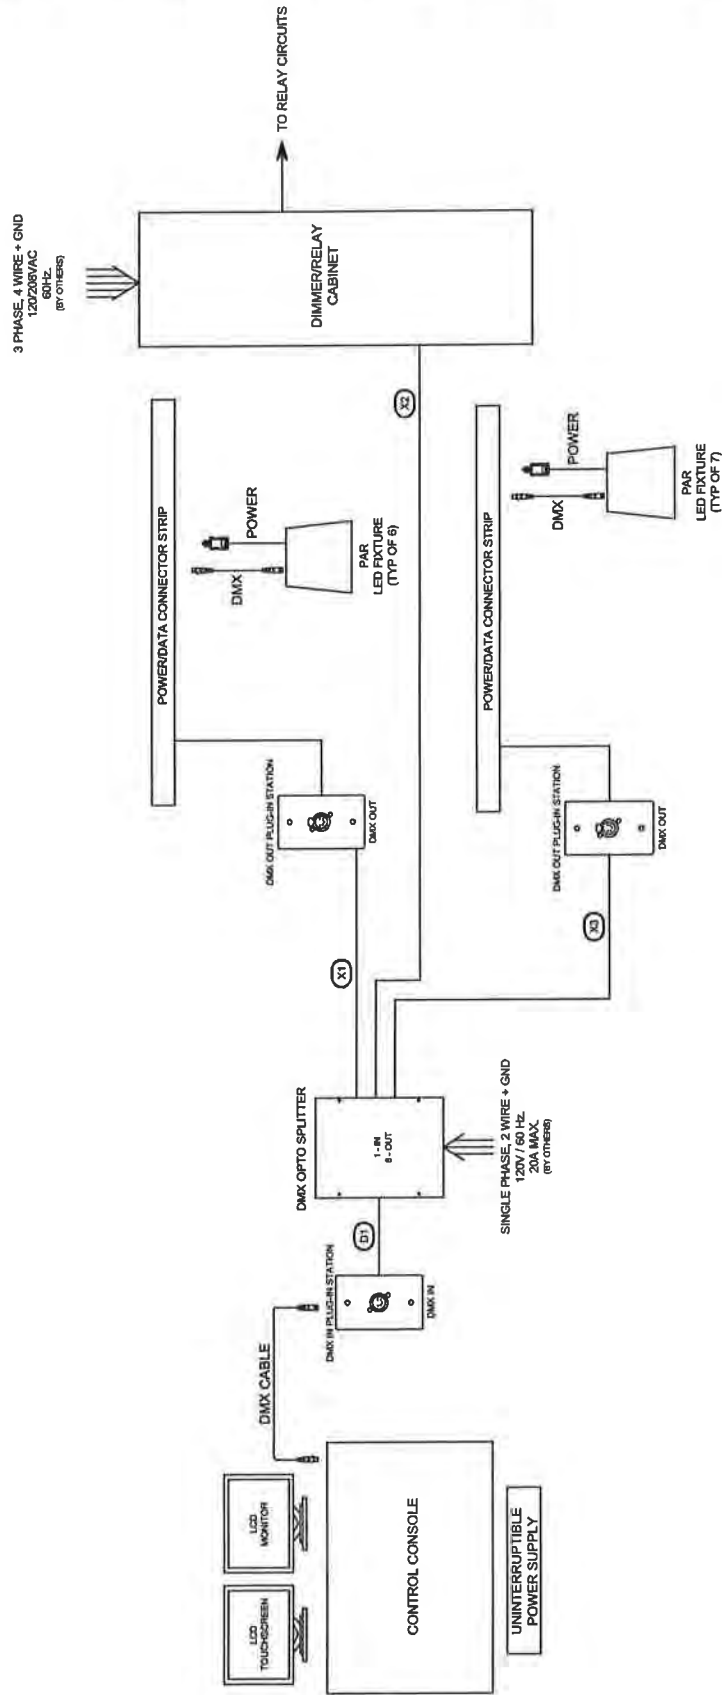 3 PHASE, 4 WIRE + GND
120/208VAC
60Hz.
(BY OTHERS)
TO RELAY CIRCUITS
DIMMER/RELAY
CABINET
X2
POWER/DATA CONNECTOR STRIP
DMX
POWER
PAR
LED FIXTURE
(TYP OF 6)
POWER/DATA CONNECTOR STRIP
DMX
POWER
PAR
LED FIXTURE
(TYP OF 7)
DMX OUT PLUG-IN STATION
DMX OUT
DMX OUT PLUG-IN STATION
DMX OUT
X1
X3
DMX OPTO SPLITTER
1 - IN
6 - OUT
SINGLE PHASE, 2 WIRE + GND
120V / 60 Hz.
20A MAX.
(BY OTHERS)
D1
DMX IN PLUG-IN STATION
DMX IN
DMX CABLE
LCD
TOUCHSCREEN
LCD
MONITOR
CONTROL CONSOLE
UNINTERRUPTIBLE
POWER SUPPLY